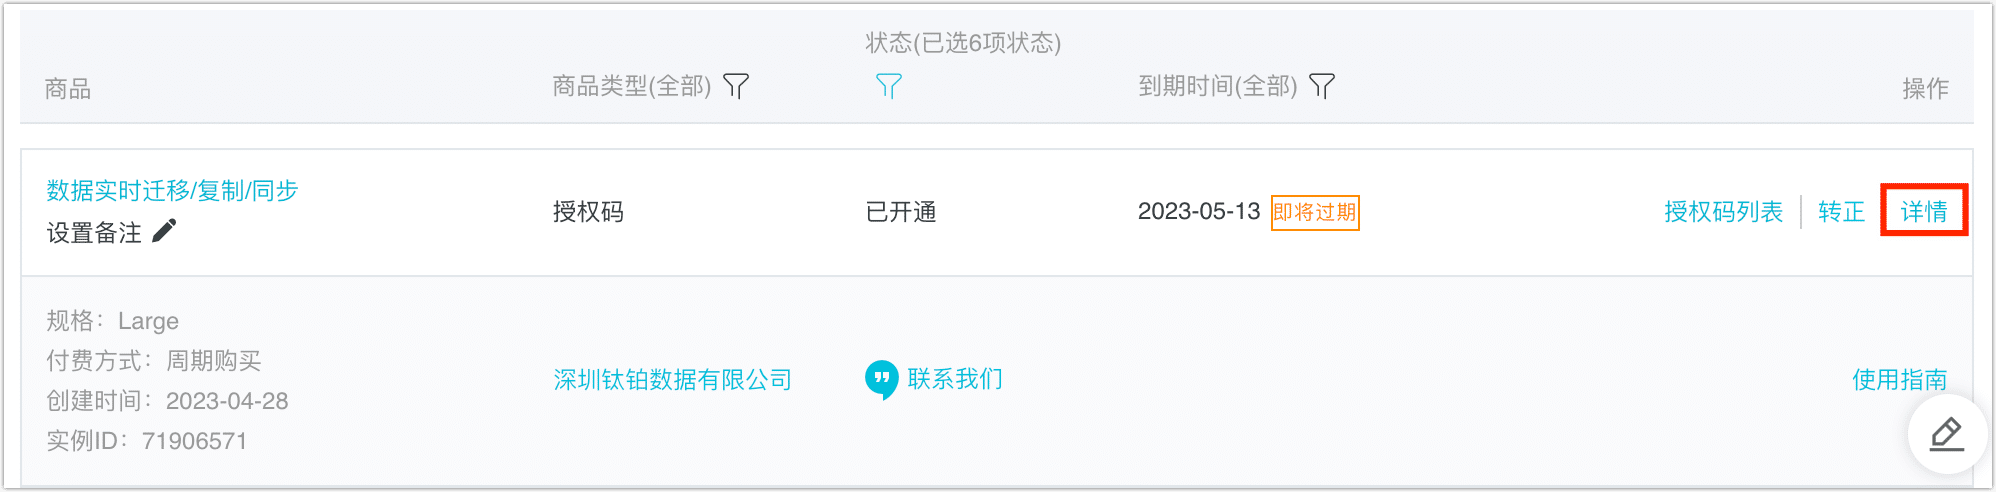 状态(已选6项状态)
商品 商品类型(全部) 到期时间(全部) 操作
数据实时迁移/复制/同步
设置备注
授权码 已开通 2023-05-13 即将过期 授权码列表 转正 详情
规格：Large
付费方式：周期购买
创建时间：2023-04-28
实例ID：71906571
深圳钛铂数据有限公司 联系我们 使用指南